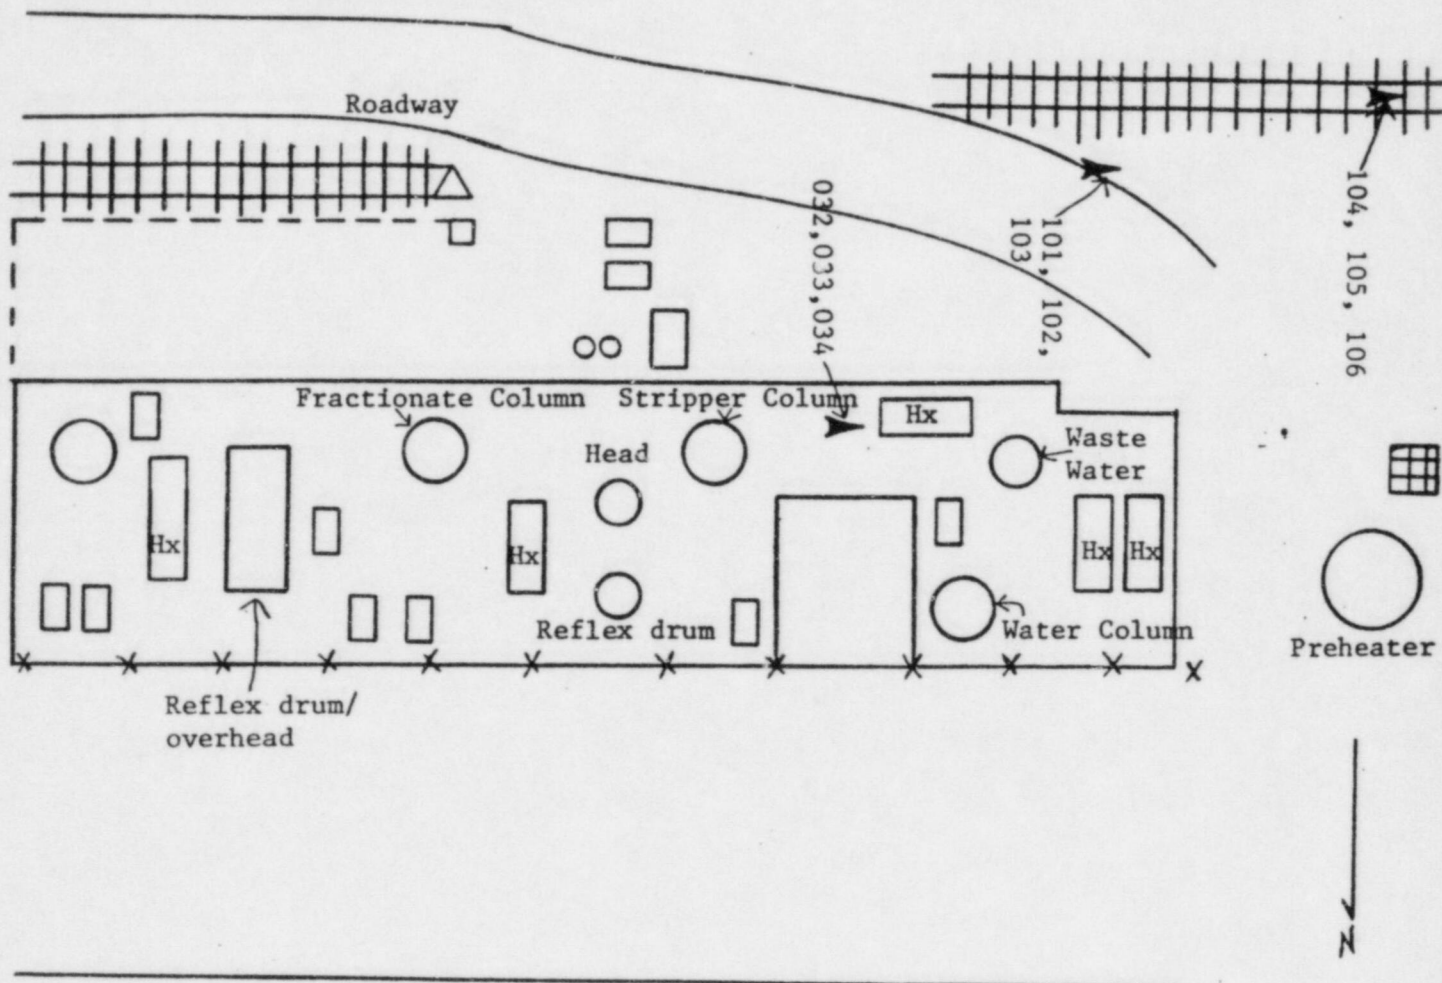 Roadway
032,033,034
101, 102,
103
104, 105, 106
Fractionate Column
Stripper Column
Hx
Waste
Water
Head
Hx
Hx
Hx
Hx
Reflex drum
Water Column
Preheater
Reflex drum/
overhead
N